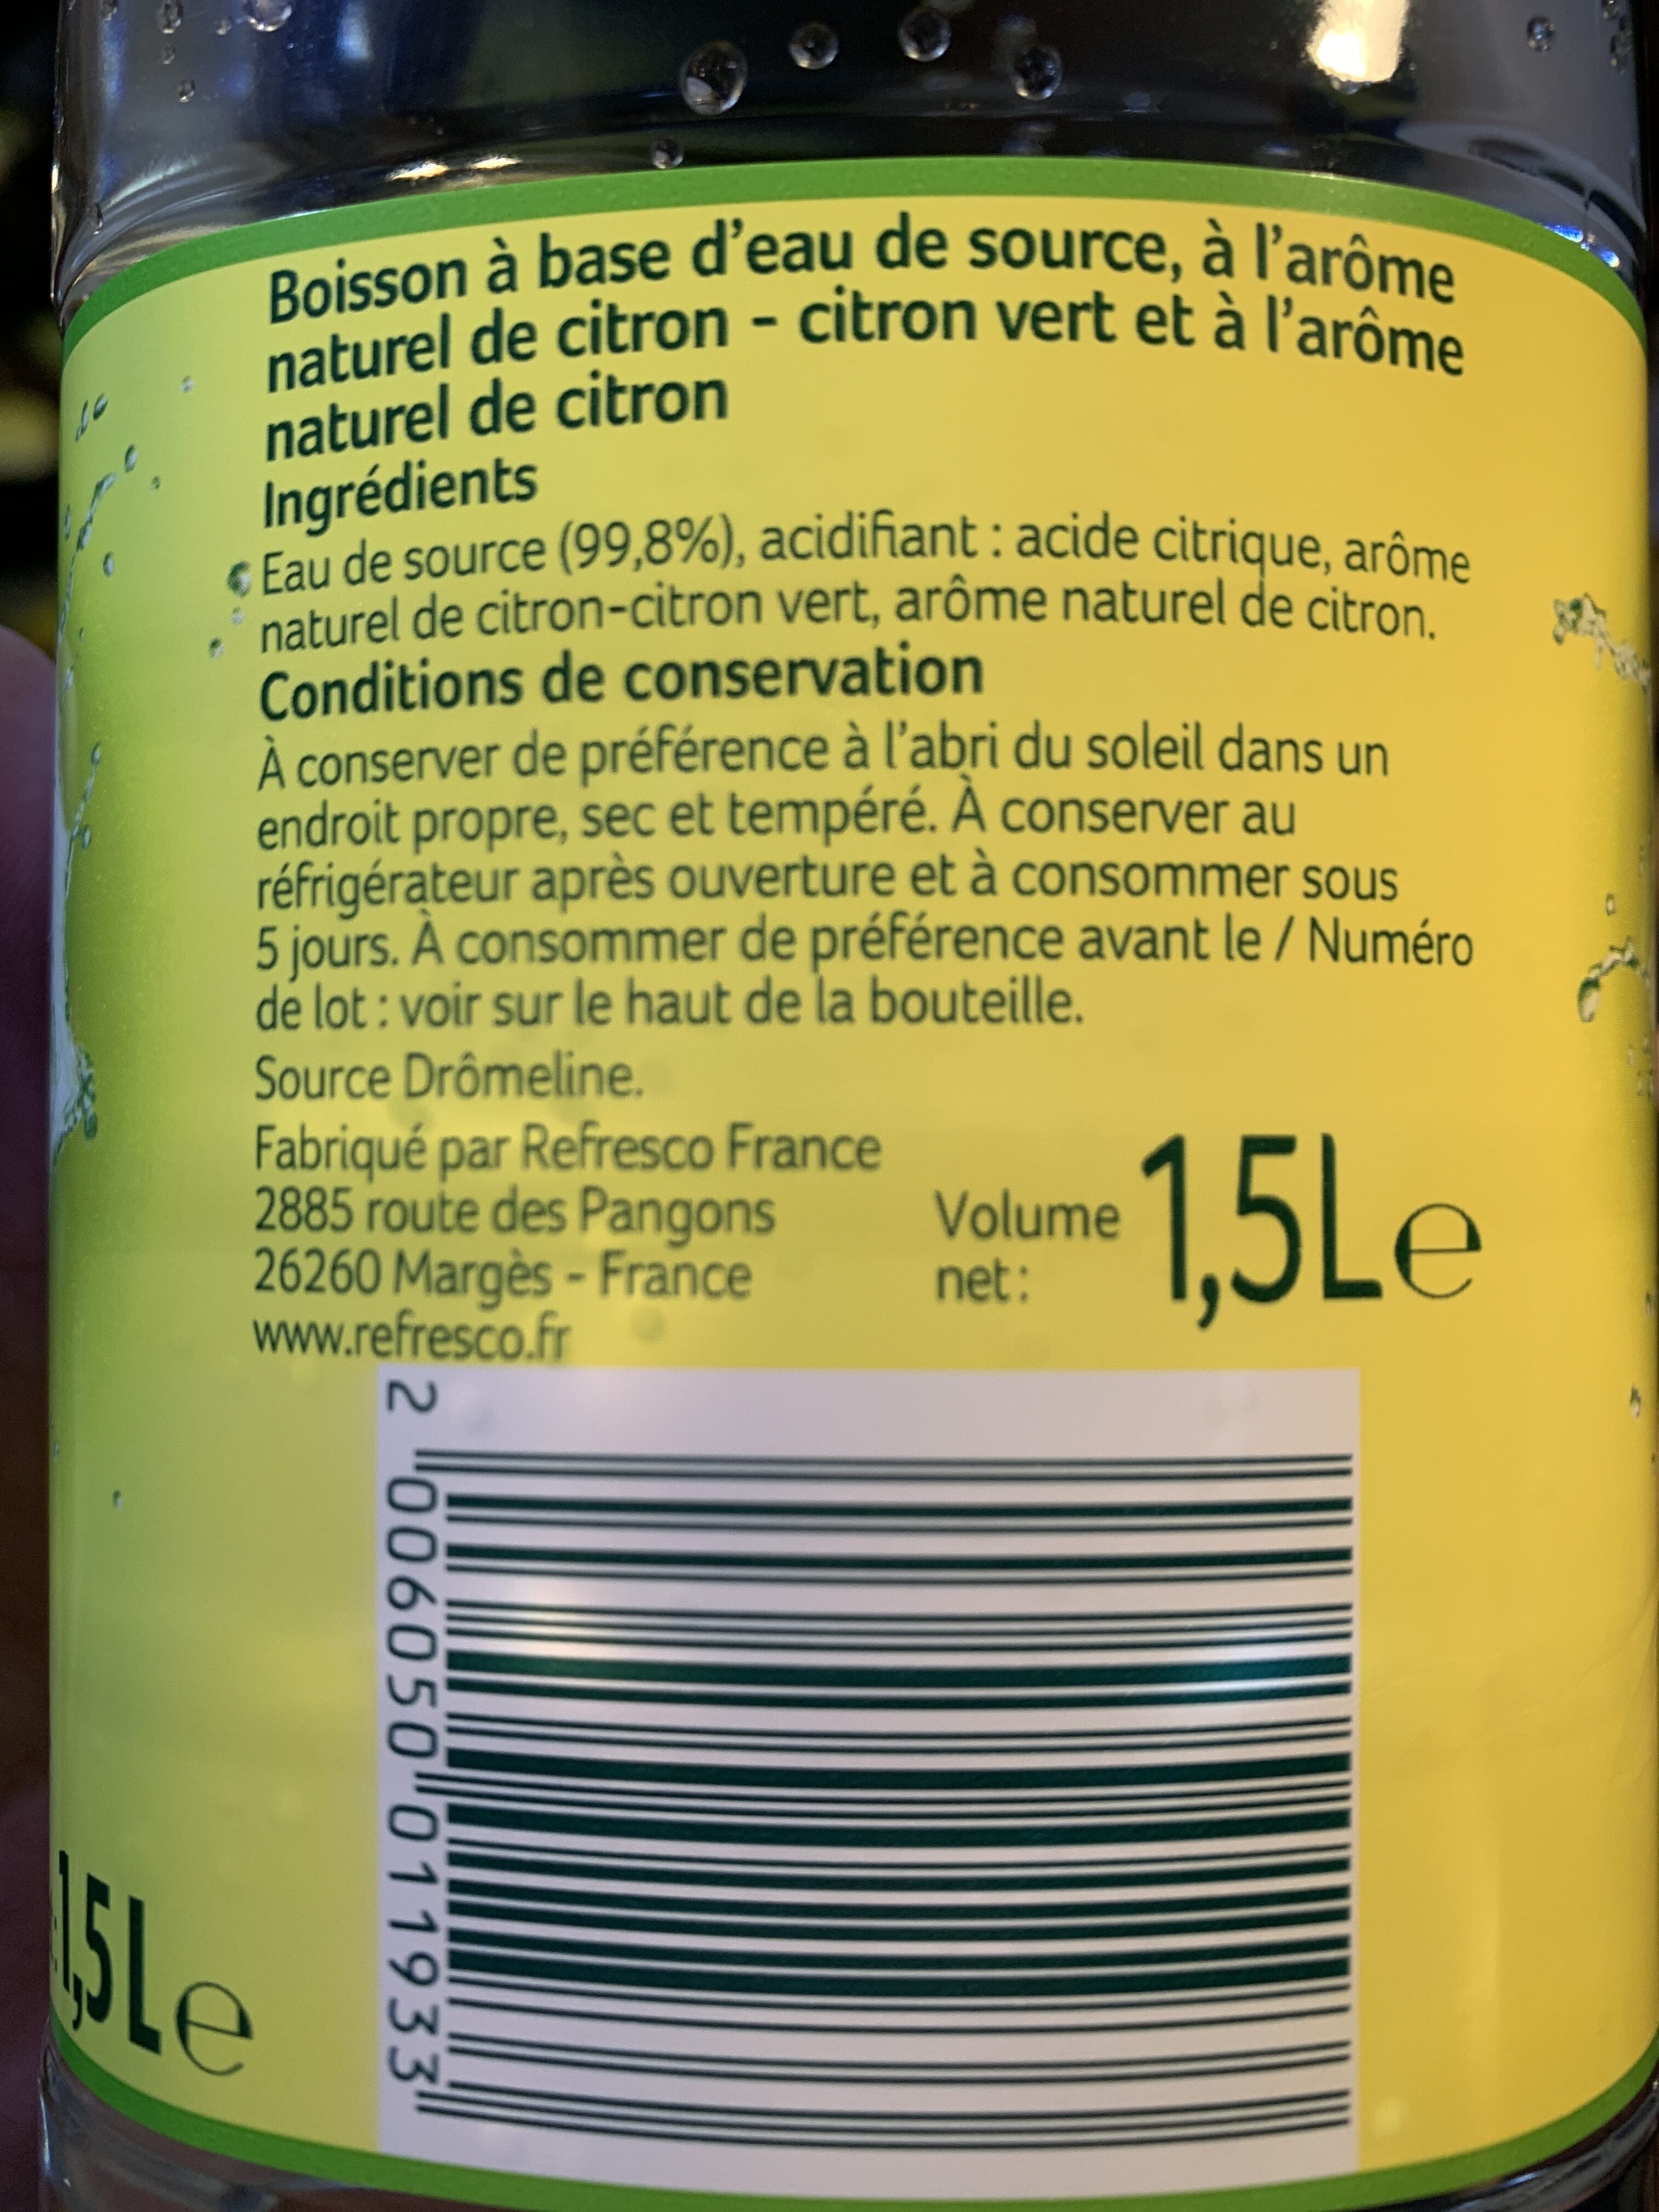 Boisson à base d'eau de source, à l'arôme
naturel de citron - citron vert et à l'arôme
naturel de citron
Ingrédients
Eau de source (99,8%), acidifiant : acide citrique, arôme
naturel de citron-citron vert, arôme naturel de citron.
Conditions de conservation
À conserver de préférence à l'abri du soleil dans un
endroit propre, sec et tempéré. À conserver au
réfrigérateur après ouverture et à consommer sous
5 jours. À consommer de préférence avant le / Numéro
de lot : voir sur le haut de la bouteille.
Source Drômeline.
Fabriqué par Refresco France
2885 route des Pangons
26260 Margès - France
www.refresco.fr
Volume
net :
1,5L e
2 006050 011933
1,5L e